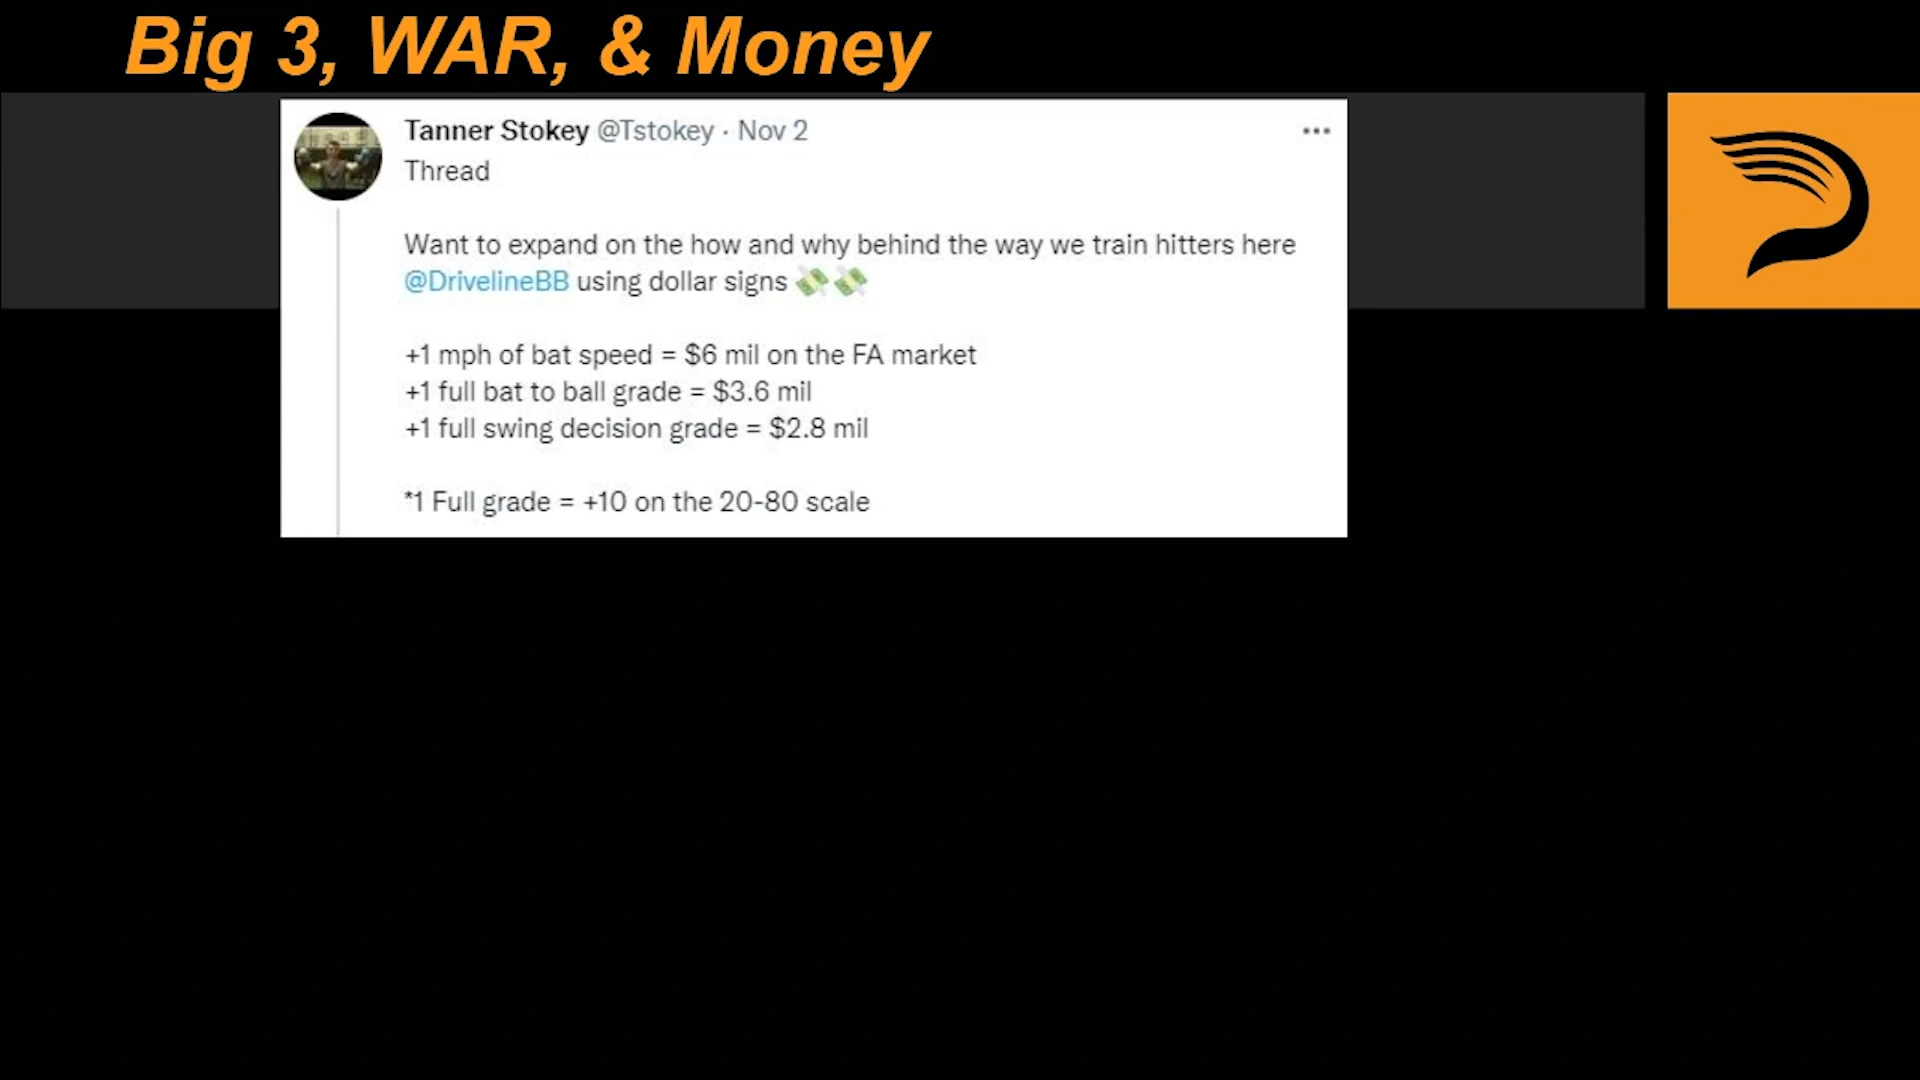 Big 3, WAR, & Money
Tanner Stokey @Tstokey · Nov 2
Thread
Want to expand on the how and why behind the way we train hitters here
@DrivelineBB using dollar signs 💸💸
+1 mph of bat speed = $6 mil on the FA market
+1 full bat to ball grade = $3.6 mil
+1 full swing decision grade = $2.8 mil
*1 Full grade = +10 on the 20-80 scale